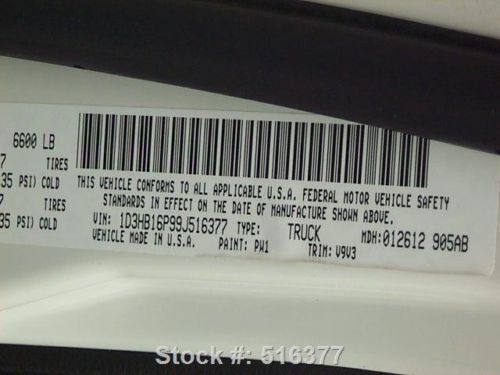 6600 LB
7 TIRES
35 PSI) COLD
7 TIRES
35 PSI) COLD
THIS VEHICLE CONFORMS TO ALL APPLICABLE U.S.A. FEDERAL MOTOR VEHICLE SAFETY
STANDARDS IN EFFECT ON THE DATE OF MANUFACTURE SHOWN ABOVE.
VIN: 1D3HB16P99J516377 TYPE: TRUCK MDH: 012612 905AB
VEHICLE MADE IN U.S.A. PAINT: PW1 TRIM: V9V3
Stock #: 516377